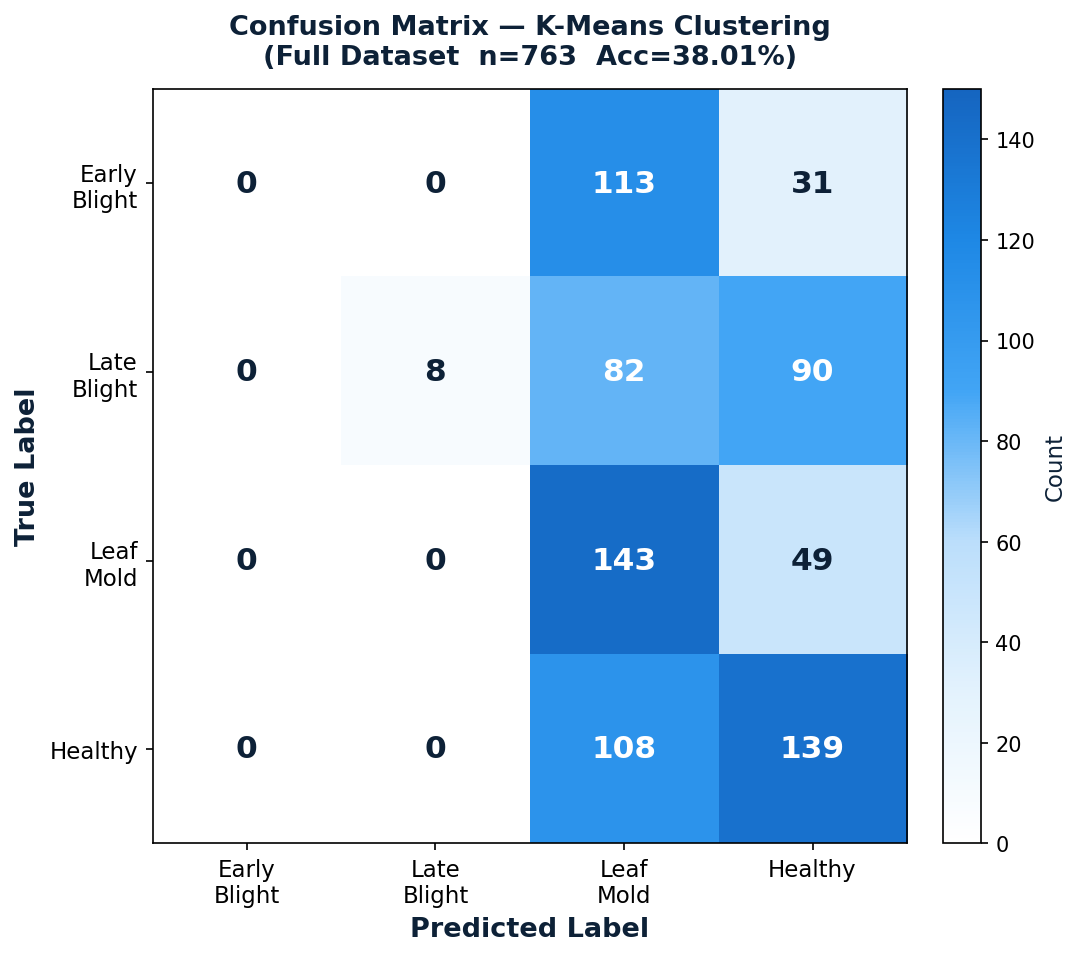 Confusion Matrix — K-Means Clustering
(Full Dataset  n=763  Acc=38.01%)
True Label
Early
Blight
0 0 113 31
Late
Blight
0 8 82 90
Leaf
Mold
0 0 143 49
Healthy
0 0 108 139
Early
Blight
Late
Blight
Leaf
Mold
Healthy
Predicted Label
140
120
100
80
60
40
20
0
Count